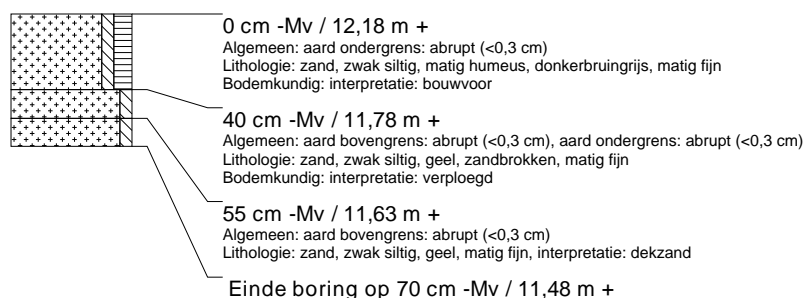 0 cm -Mv / 12,18 m +
Algemeen: aard ondergrens: abrupt (<0,3 cm)
Lithologie: zand, zwak siltig, matig humeus, donkerbruingrijs, matig fijn
Bodemkundig: interpretatie: bouwvoor
40 cm -Mv / 11,78 m +
Algemeen: aard bovengrens: abrupt (<0,3 cm), aard ondergrens: abrupt (<0,3 cm)
Lithologie: zand, zwak siltig, geel, zandbrokken, matig fijn
Bodemkundig: interpretatie: verploegd
55 cm -Mv / 11,63 m +
Algemeen: aard bovengrens: abrupt (<0,3 cm)
Lithologie: zand, zwak siltig, geel, matig fijn, interpretatie: dekzand
Einde boring op 70 cm -Mv / 11,48 m +